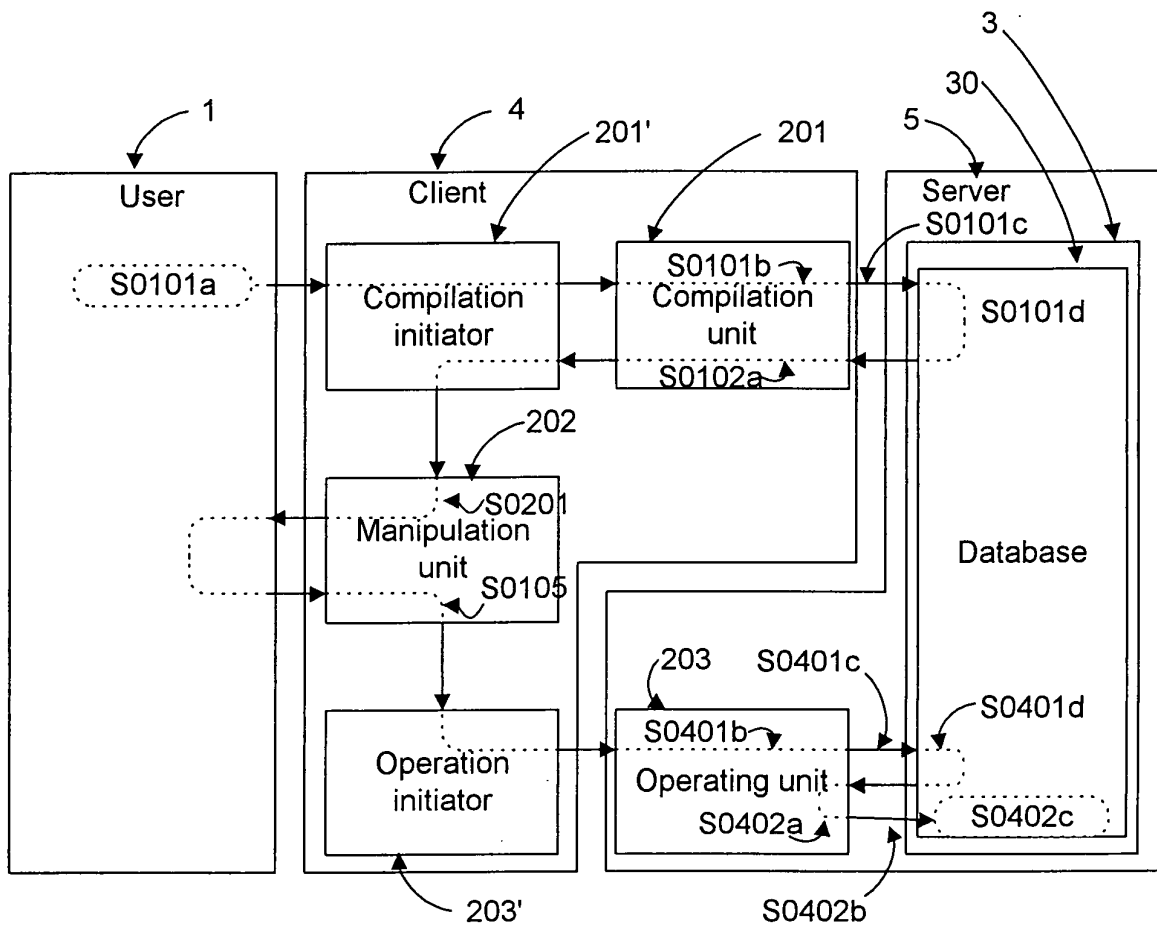 3
30
1
4
201'
201
5
User
Client
Server
S0101c
S0101a
S0101b
Compilation
initiator
Compilation
unit
S0101d
S0102a
202
S0201
Manipulation
unit
Database
S0105
203
S0401c
S0401d
S0401b
Operation
initiator
Operating unit
S0402a
S0402c
203'
S0402b